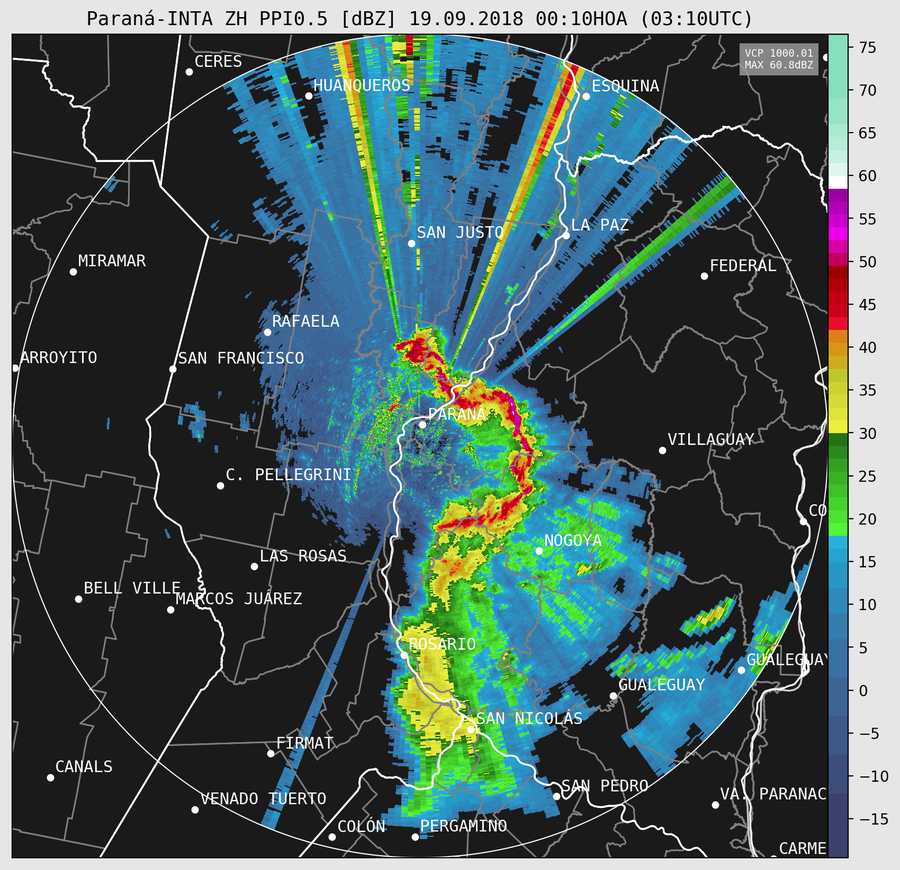 Paraná-INTA ZH PPI0.5 [dBZ] 19.09.2018 00:10HOA (03:10UTC)
VCP 1000.01
MAX 60.8dBZ
75
70
65
60
55
50
45
40
35
30
25
20
15
10
5
0
−5
−10
−15
CERES
HUANQUEROS
ESQUINA
SAN JUSTO
LA PAZ
MIRAMAR
FEDERAL
RAFAELA
ARROYITO
SAN FRANCISCO
PARANÁ
VILLAGUAY
C. PELLEGRINI
CO
NOGOYA
LAS ROSAS
BELL VILLE
MARCOS JUÁREZ
ROSARIO
GUALEGUAY
GUALEGUAY
SAN NICOLÁS
FIRMAT
CANALS
SAN PEDRO
VENADO TUERTO
VA. PARANAC
COLÓN
PERGAMINO
CARME